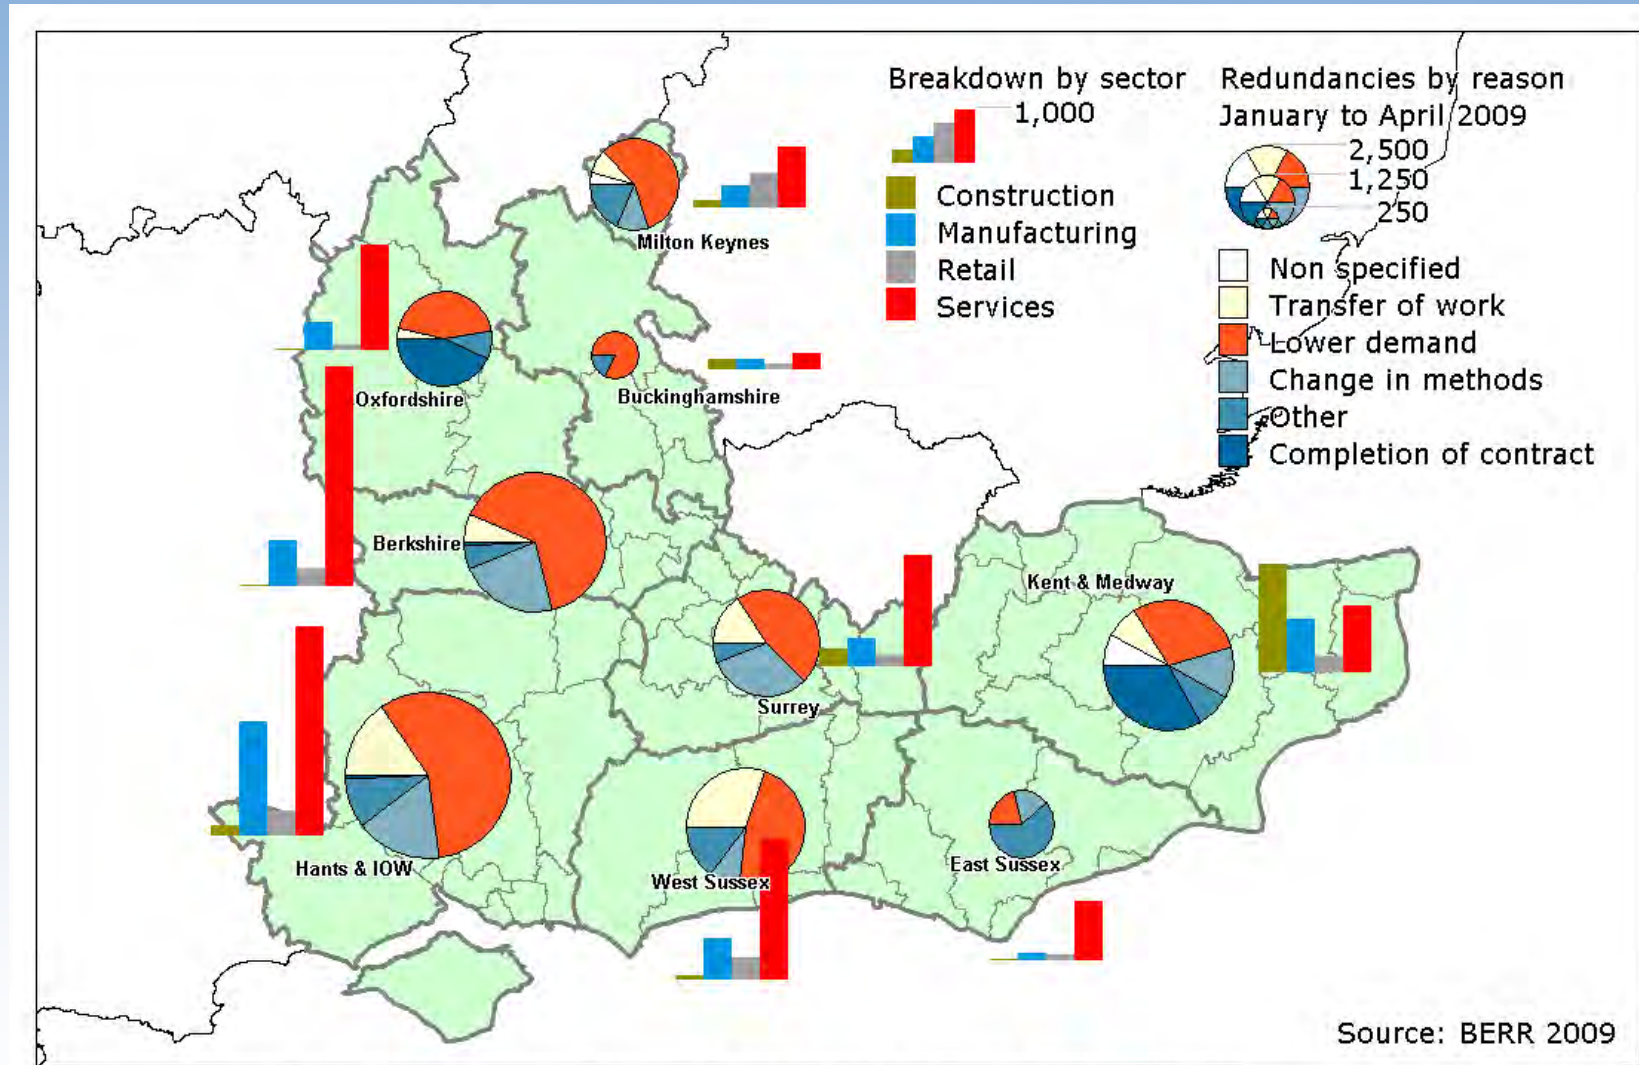 Breakdown by sector
1,000
Construction
Manufacturing
Retail
Services
Redundancies by reason
January to April 2009
2,500
1,250
250
Non specified
Transfer of work
Lower demand
Change in methods
Other
Completion of contract
Milton Keynes
Oxfordshire
Buckinghamshire
Berkshire
Kent & Medway
Surrey
Hants & IOW
West Sussex
East Sussex
Source: BERR 2009